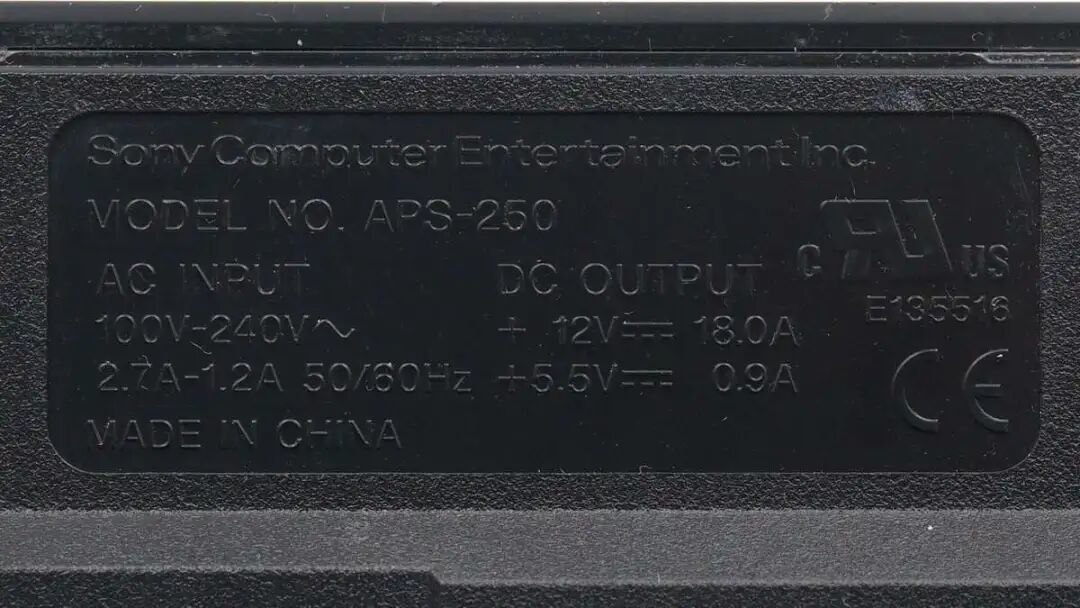 Sony Computer Entertainment Inc.
MODEL NO. APS-250
AC INPUT
100V-240V～
2.7A-1.2A 50/60Hz
MADE IN CHINA
DC OUTPUT
+ 12V⎓ 18.0A
+5.5V⎓ 0.9A
C RU US
E135516
CE